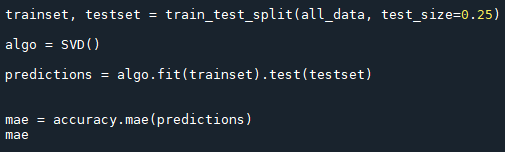 trainset, testset = train_test_split(all_data, test_size=0.25)
algo = SVD()
predictions = algo.fit(trainset).test(testset)
mae = accuracy.mae(predictions)
mae